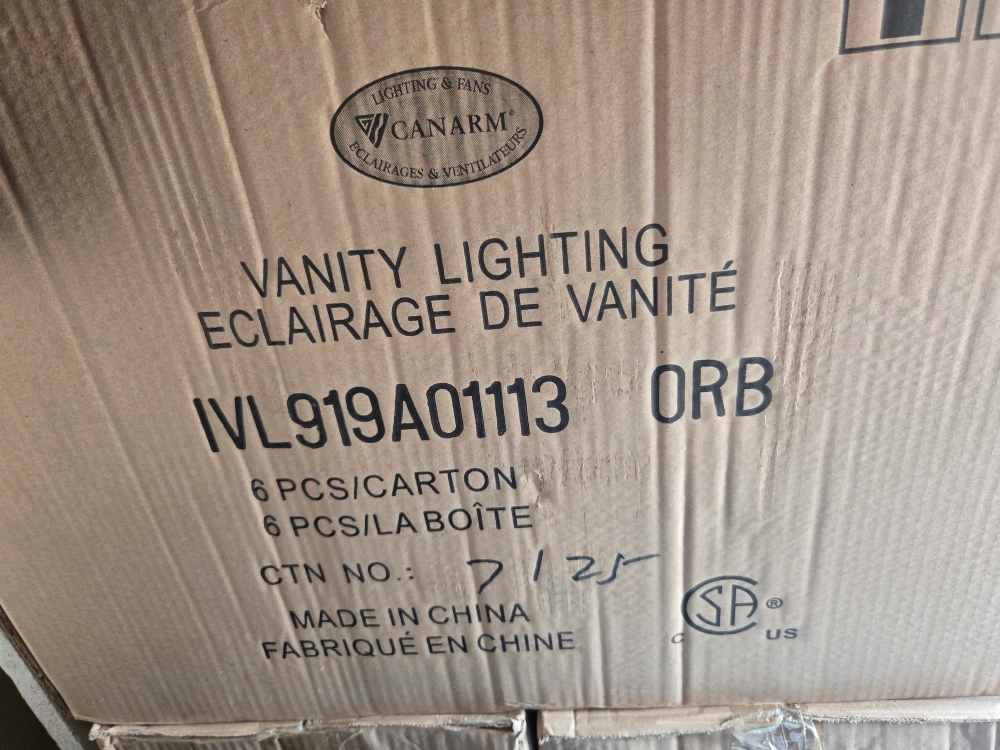 LIGHTING & FANS
CANARM®
ECLAIRAGES & VENTILATEURS
VANITY LIGHTING
ECLAIRAGE DE VANITÉ
IVL919A01113 ORB
6 PCS/CARTON
6 PCS/LA BOÎTE
CTN NO.: 7/25
MADE IN CHINA
FABRIQUÉ EN CHINE
C SA ® US